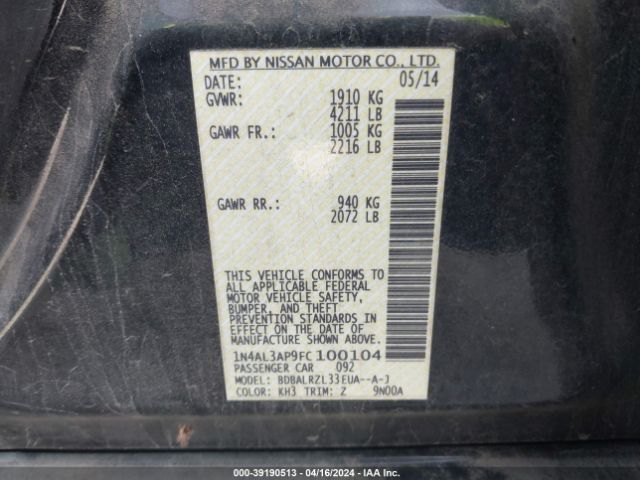 MFD BY NISSAN MOTOR CO., LTD.
DATE: 05/14
GVWR: 1910 KG
4211 LB
GAWR FR.: 1005 KG
2216 LB
GAWR RR.: 940 KG
2072 LB
THIS VEHICLE CONFORMS TO
ALL APPLICABLE FEDERAL
MOTOR VEHICLE SAFETY,
BUMPER, AND THEFT
PREVENTION STANDARDS IN
EFFECT ON THE DATE OF
MANUFACTURE SHOWN ABOVE.
1N4AL3AP9FC100104
PASSENGER CAR 092
MODEL: BDBALRZL33EUA--A-J
COLOR: KH3 TRIM: Z 9N00A
000-39190513 - 04/16/2024 - IAA Inc.